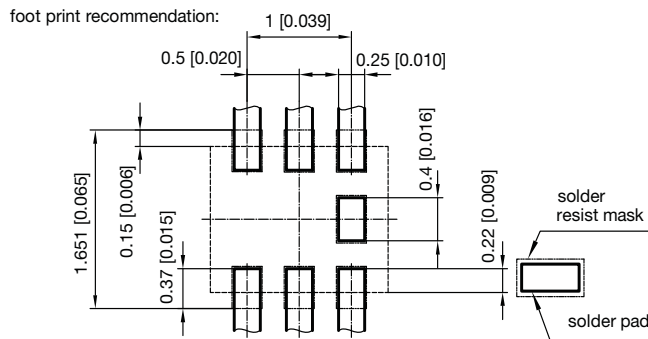 foot print recommendation:
1 [0.039]
0.5 [0.020]
0.25 [0.010]
1.651 [0.065]
0.15 [0.006]
0.37 [0.015]
0.4 [0.016]
0.22 [0.009]
solder
resist mask
solder pad